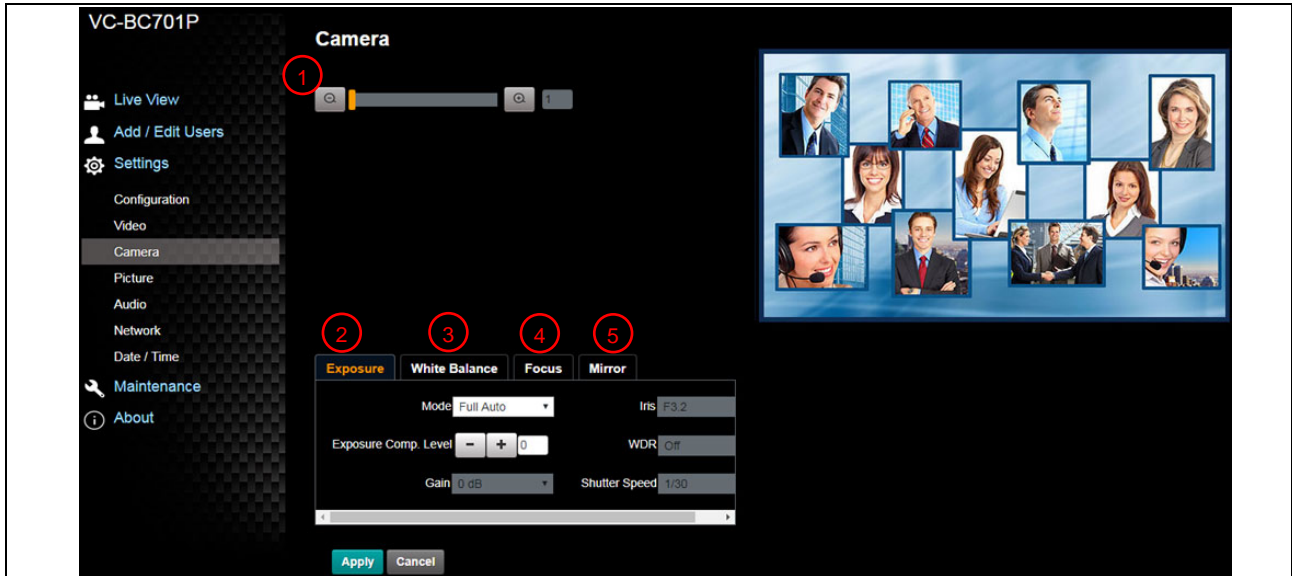 VC-BC701P
Camera
1
1
Live View
Add / Edit Users
Settings
Configuration
Video
Camera
Picture
Audio
Network
Date / Time
Maintenance
About
2 3 4 5
Exposure White Balance Focus Mirror
Mode Full Auto Iris F3.2
Exposure Comp. Level - + 0 WDR Off
Gain 0 dB Shutter Speed 1/30
Apply Cancel